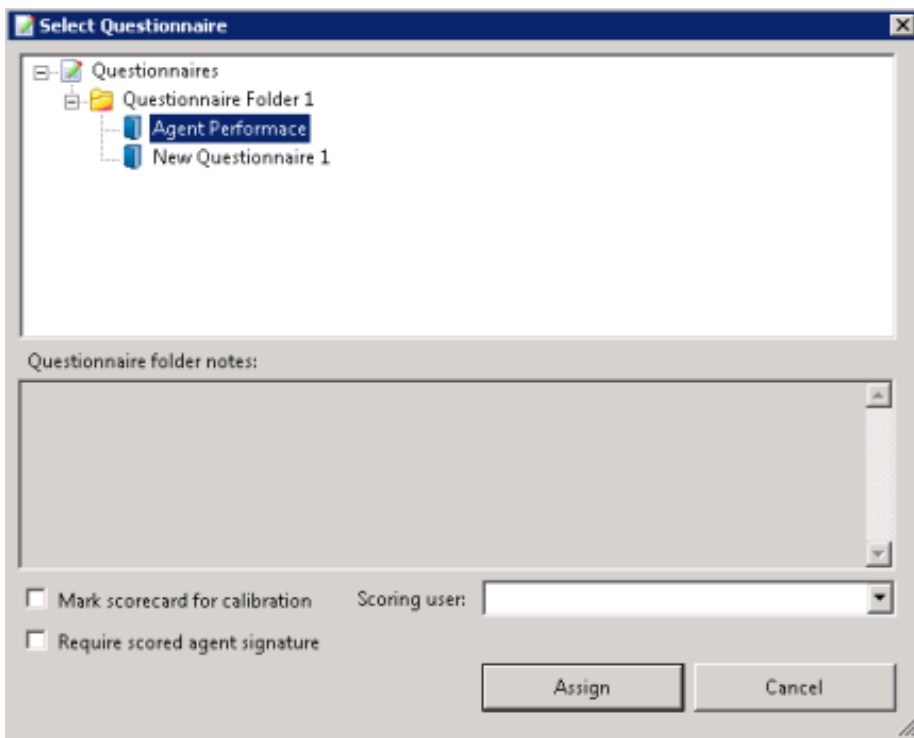 Select Questionnaire
Questionnaires
Questionnaire Folder 1
Agent Performace
New Questionnaire 1
Questionnaire folder notes:
Mark scorecard for calibration Scoring user:
Require scored agent signature
Assign Cancel